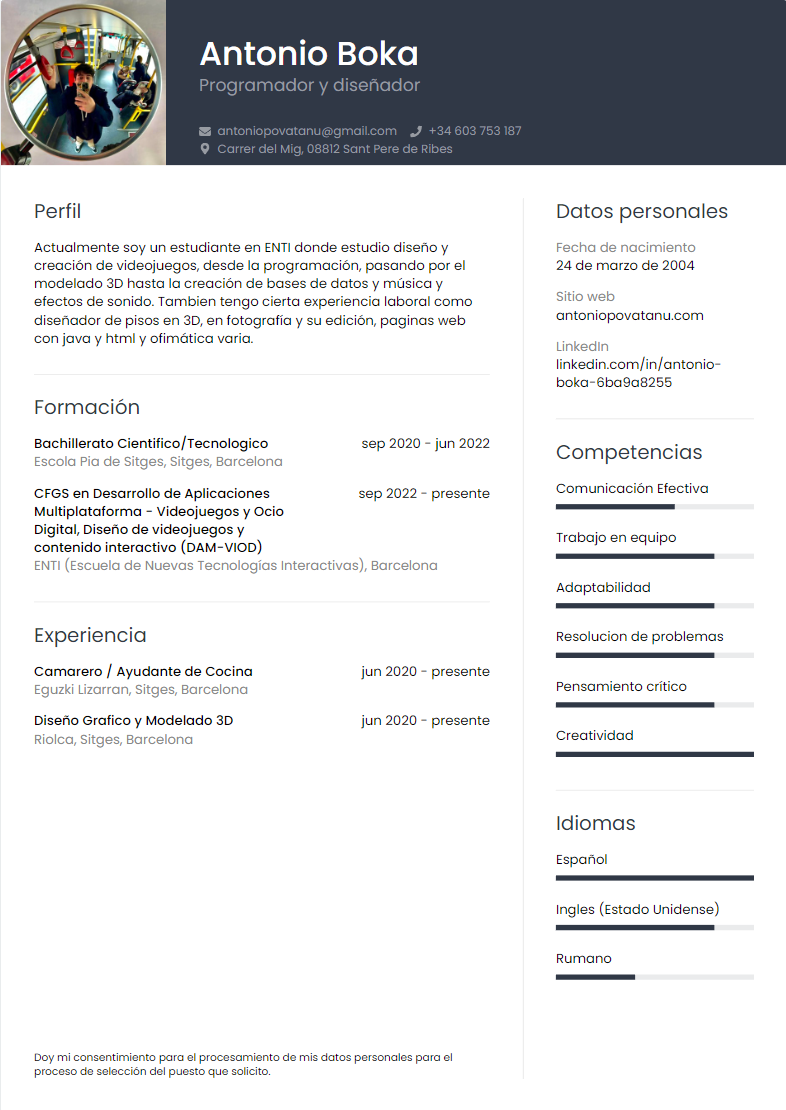 Antonio Boka
Programador y diseñador
antoniopovatanu@gmail.com +34 603 753 187
Carrer del Mig, 08812 Sant Pere de Ribes
Perfil
Actualmente soy un estudiante en ENTI donde estudio diseño y
creación de videojuegos, desde la programación, pasando por el
modelado 3D hasta la creación de bases de datos y música y
efectos de sonido. Tambien tengo cierta experiencia laboral como
diseñador de pisos en 3D, en fotografía y su edición, paginas web
con java y html y ofimática varia.
Formación
Bachillerato Cientifico/Tecnologico sep 2020 - jun 2022
Escola Pia de Sitges, Sitges, Barcelona
CFGS en Desarrollo de Aplicaciones sep 2022 - presente
Multiplataforma - Videojuegos y Ocio
Digital, Diseño de videojuegos y
contenido interactivo (DAM-VIOD)
ENTI (Escuela de Nuevas Tecnologías Interactivas), Barcelona
Experiencia
Camarero / Ayudante de Cocina jun 2020 - presente
Eguzki Lizarran, Sitges, Barcelona
Diseño Grafico y Modelado 3D jun 2020 - presente
Riolca, Sitges, Barcelona
Doy mi consentimiento para el procesamiento de mis datos personales para el
proceso de selección del puesto que solicito.
Datos personales
Fecha de nacimiento
24 de marzo de 2004
Sitio web
antoniopovatanu.com
LinkedIn
linkedin.com/in/antonio-
boka-6ba9a8255
Competencias
Comunicación Efectiva
Trabajo en equipo
Adaptabilidad
Resolucion de problemas
Pensamiento crítico
Creatividad
Idiomas
Español
Ingles (Estado Unidense)
Rumano